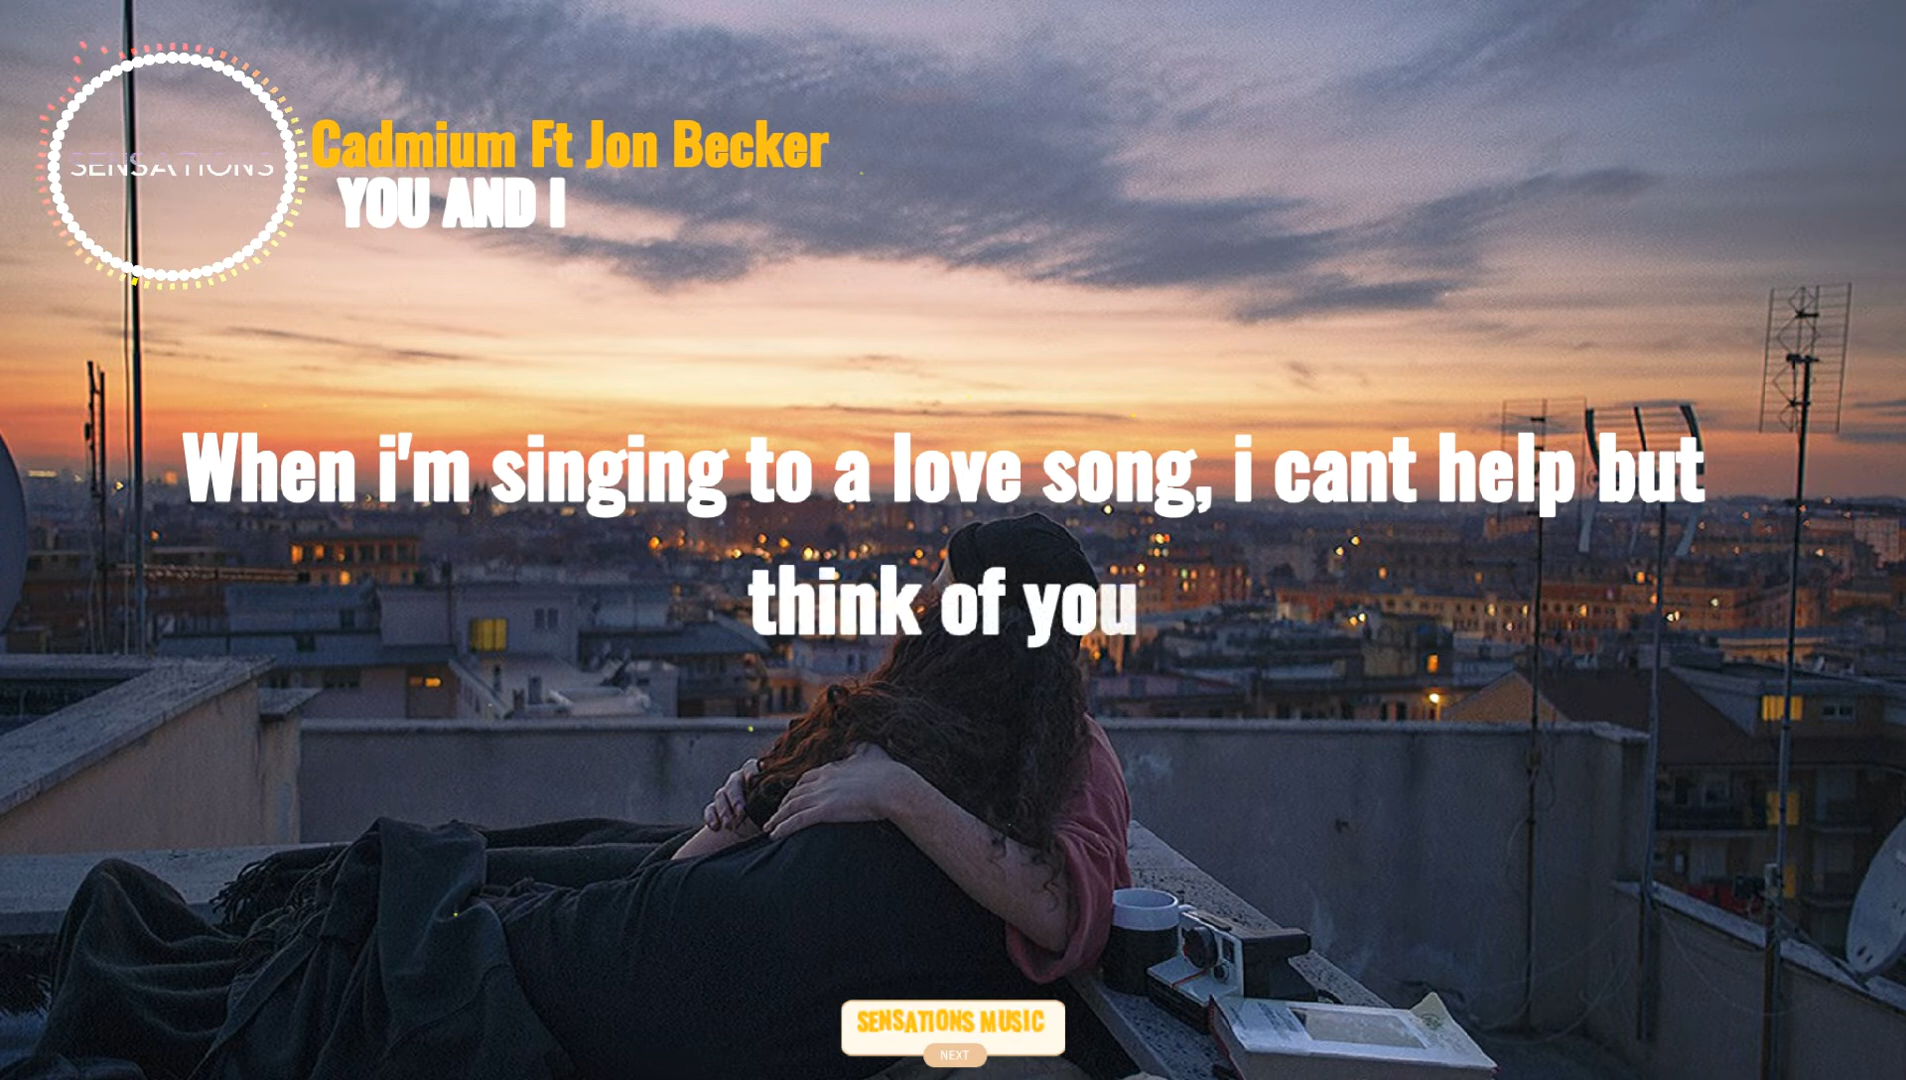 SENSATIONS
Cadmium Ft Jon Becker
YOU AND I
When i'm singing to a love song, i cant help but
think of you
SENSATIONS MUSIC
NEXT